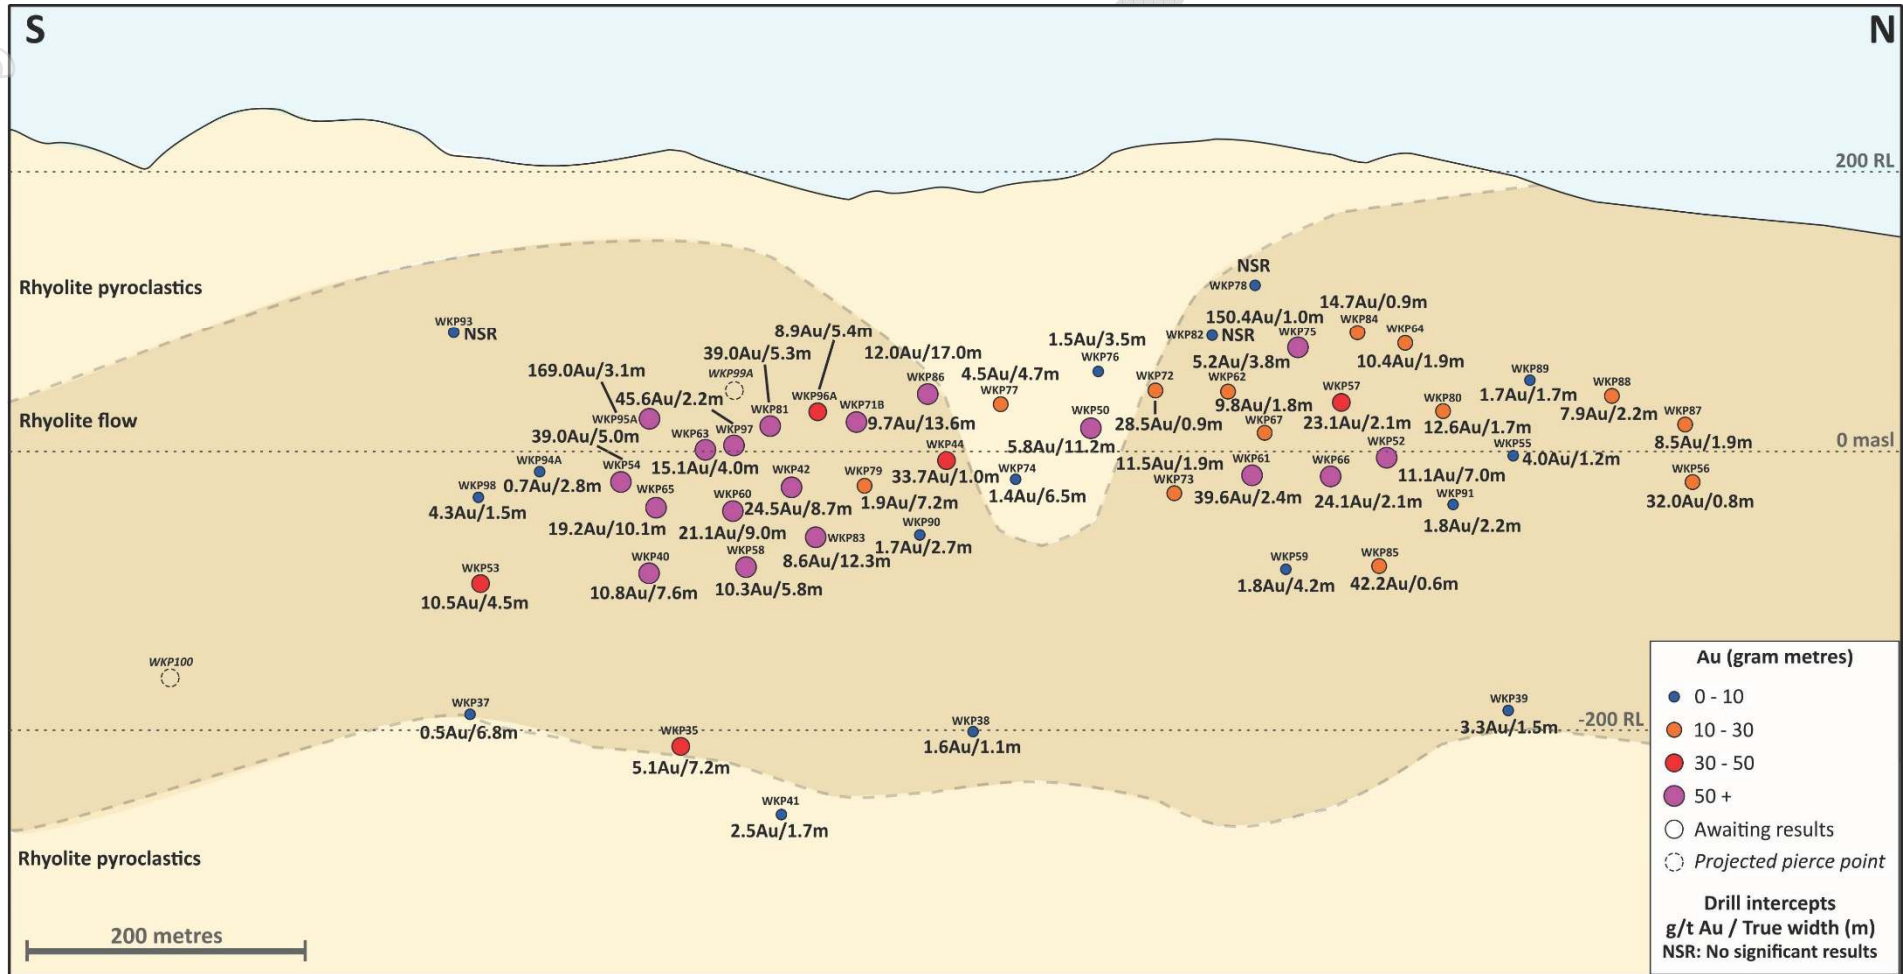 S
N
200 RL
Rhyolite pyroclastics
NSR
WKP78
14.7Au/0.9m
150.4Au/1.0m
WKP84
WKP93
NSR
8.9Au/5.4m
WKP82
NSR
WKP75
WKP64
39.0Au/5.3m
12.0Au/17.0m
1.5Au/3.5m
WKP76
5.2Au/3.8m
10.4Au/1.9m
169.0Au/3.1m
WKP99A
WKP86
4.5Au/4.7m
WKP77
WKP72
WKP62
WKP57
WKP89
1.7Au/1.7m
WKP88
45.6Au/2.2m
WKP96A
WKP71B
9.8Au/1.8m
WKP80
7.9Au/2.2m
Rhyolite flow
WKP95A
WKP81
9.7Au/13.6m
WKP50
28.5Au/0.9m
WKP67
23.1Au/2.1m
12.6Au/1.7m
WKP87
39.0Au/5.0m
WKP63
WKP97
WKP44
5.8Au/11.2m
WKP52
WKP55
8.5Au/1.9m
0 masl
WKP94A
0.7Au/2.8m
WKP54
15.1Au/4.0m
WKP42
WKP79
33.7Au/1.0m
WKP74
11.5Au/1.9m
WKP73
WKP61
WKP66
11.1Au/7.0m
4.0Au/1.2m
WKP56
WKP98
4.3Au/1.5m
WKP65
WKP60
24.5Au/8.7m
1.9Au/7.2m
1.4Au/6.5m
39.6Au/2.4m
24.1Au/2.1m
WKP91
32.0Au/0.8m
19.2Au/10.1m
21.1Au/9.0m
WKP83
WKP90
1.7Au/2.7m
1.8Au/2.2m
WKP40
WKP58
8.6Au/12.3m
WKP59
WKP85
WKP53
10.5Au/4.5m
10.8Au/7.6m
10.3Au/5.8m
1.8Au/4.2m
42.2Au/0.6m
WKP100
WKP37
0.5Au/6.8m
WKP35
5.1Au/7.2m
WKP38
1.6Au/1.1m
WKP39
3.3Au/1.5m
-200 RL
WKP41
2.5Au/1.7m
Rhyolite pyroclastics
200 metres
Au (gram metres)
0 - 10
10 - 30
30 - 50
50 +
Awaiting results
Projected pierce point
Drill intercepts
g/t Au / True width (m)
NSR: No significant results